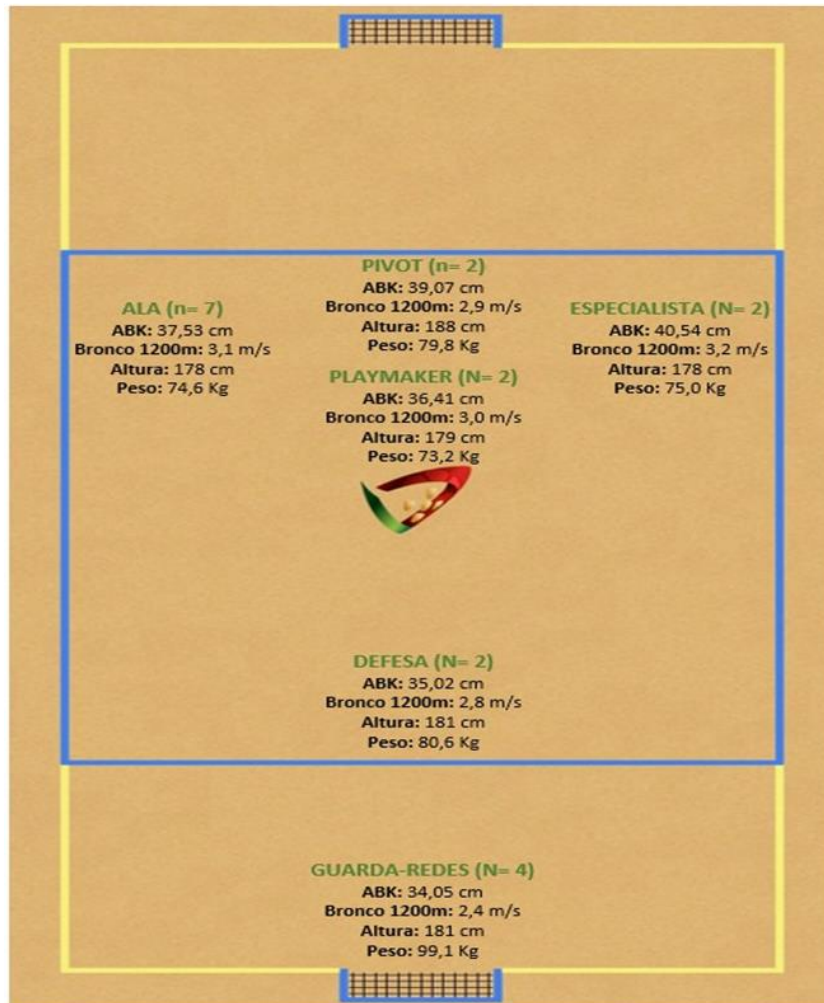 PIVOT (n= 2)
ABK: 39,07 cm
Bronco 1200m: 2,9 m/s
Altura: 188 cm
Peso: 79,8 Kg
ALA (n= 7)
ABK: 37,53 cm
Bronco 1200m: 3,1 m/s
Altura: 178 cm
Peso: 74,6 Kg
ESPECIALISTA (N= 2)
ABK: 40,54 cm
Bronco 1200m: 3,2 m/s
Altura: 178 cm
Peso: 75,0 Kg
PLAYMAKER (N= 2)
ABK: 36,41 cm
Bronco 1200m: 3,0 m/s
Altura: 179 cm
Peso: 73,2 Kg
DEFESA (N= 2)
ABK: 35,02 cm
Bronco 1200m: 2,8 m/s
Altura: 181 cm
Peso: 80,6 Kg
GUARDA-REDES (N= 4)
ABK: 34,05 cm
Bronco 1200m: 2,4 m/s
Altura: 181 cm
Peso: 99,1 Kg